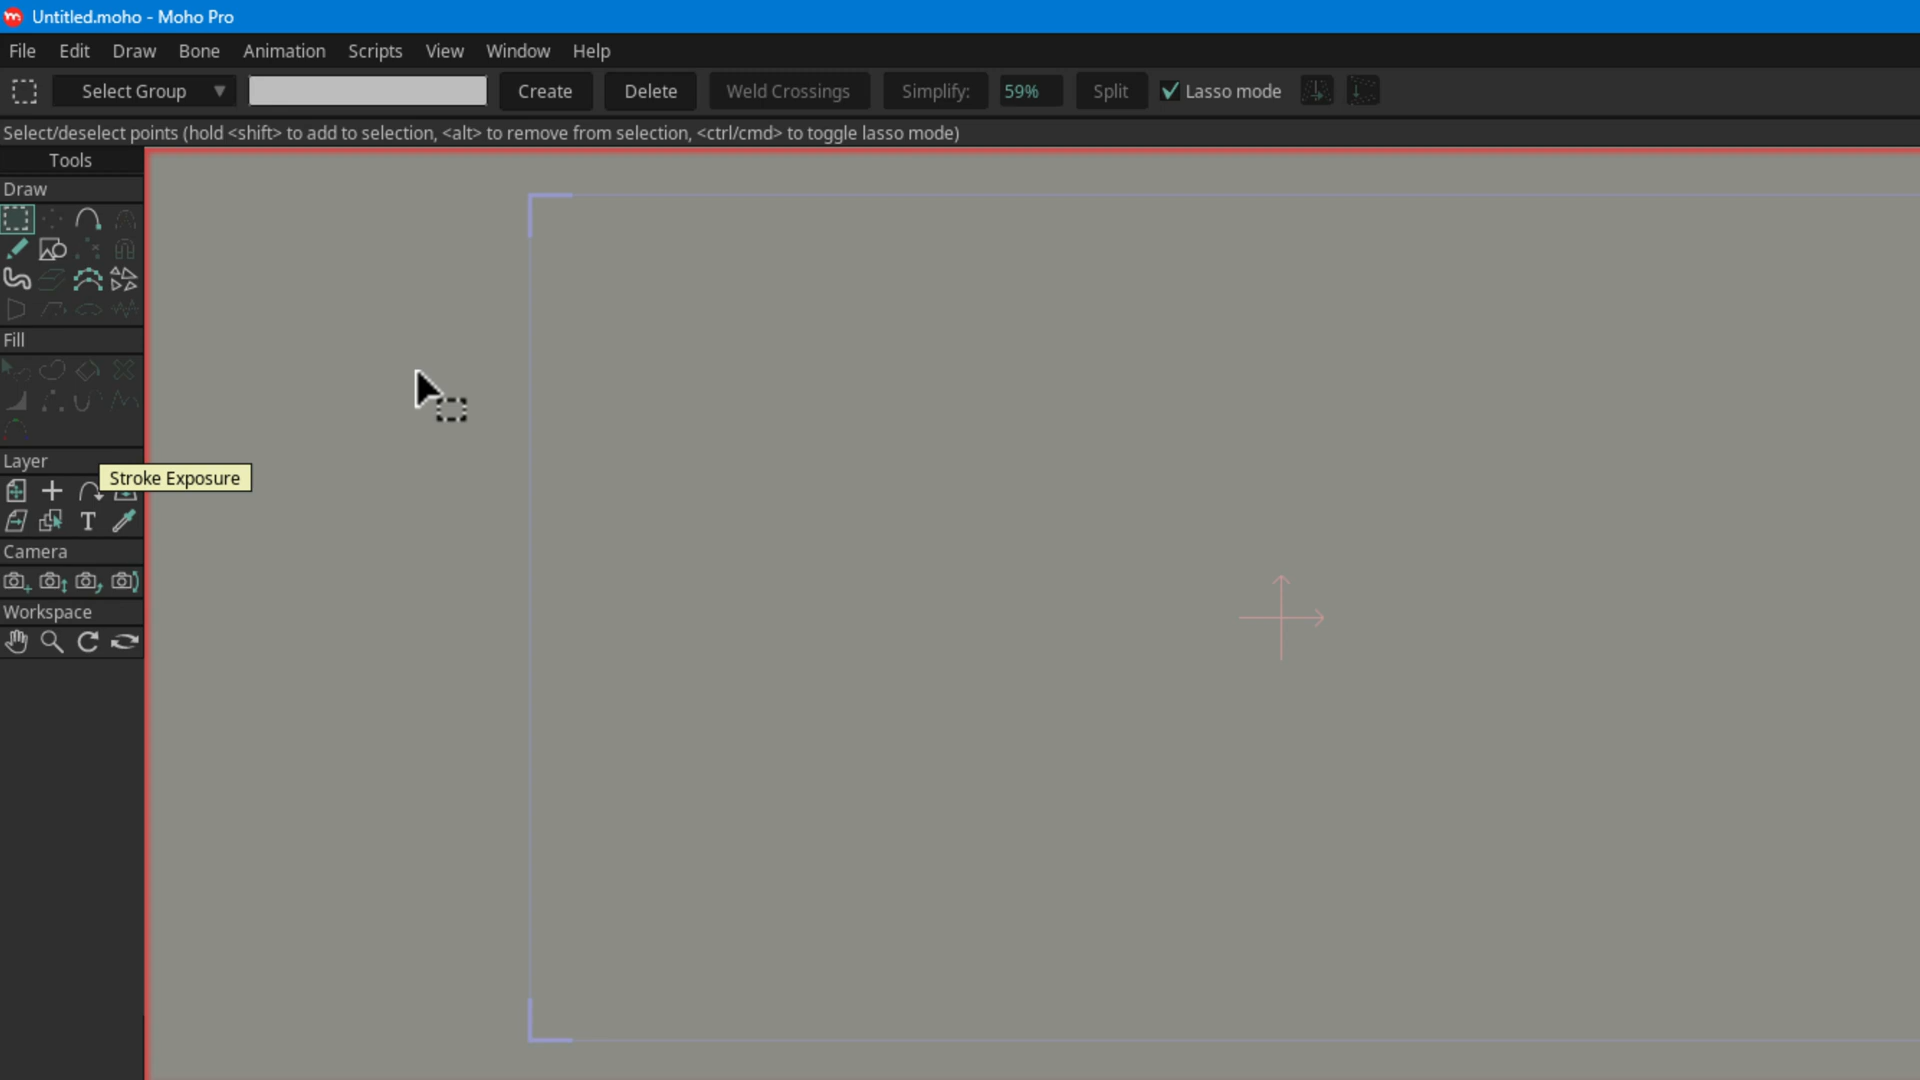 Untitled.moho - Moho Pro
File Edit Draw Bone Animation Scripts View Window Help
Select Group Create Delete Weld Crossings Simplify: 59% Split Lasso mode
Select/deselect points (hold <shift> to add to selection, <alt> to remove from selection, <ctrl/cmd> to toggle lasso mode)
Tools
Draw
Fill
Layer
Stroke Exposure
Camera
Workspace